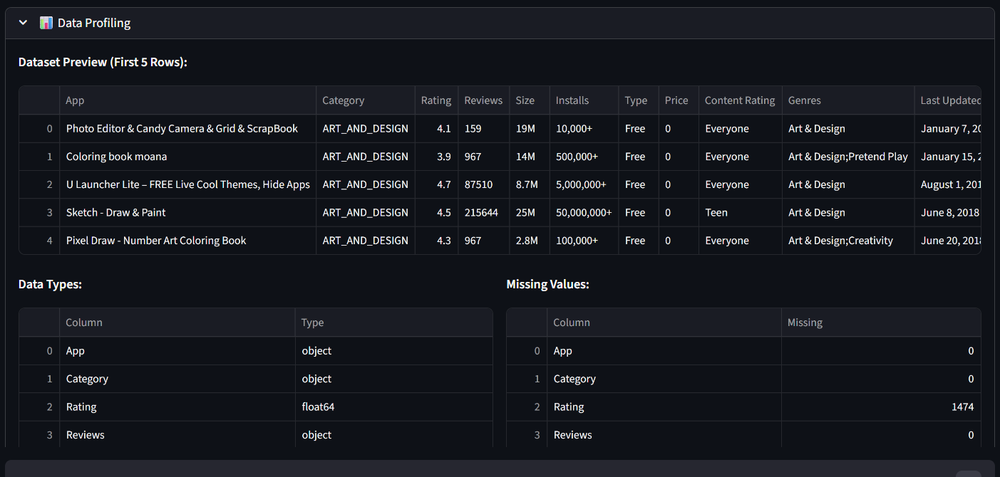 Data Profiling
Dataset Preview (First 5 Rows):
App Category Rating Reviews Size Installs Type Price Content Rating Genres Last Updated
0 Photo Editor & Candy Camera & Grid & ScrapBook ART_AND_DESIGN 4.1 159 19M 10,000+ Free 0 Everyone Art & Design January 7, 20
1 Coloring book moana ART_AND_DESIGN 3.9 967 14M 500,000+ Free 0 Everyone Art & Design;Pretend Play January 15, 2
2 U Launcher Lite – FREE Live Cool Themes, Hide Apps ART_AND_DESIGN 4.7 87510 8.7M 5,000,000+ Free 0 Everyone Art & Design August 1, 201
3 Sketch - Draw & Paint ART_AND_DESIGN 4.5 215644 25M 50,000,000+ Free 0 Teen Art & Design June 8, 2018
4 Pixel Draw - Number Art Coloring Book ART_AND_DESIGN 4.3 967 2.8M 100,000+ Free 0 Everyone Art & Design;Creativity June 20, 2018
Data Types:
Column Type
0 App object
1 Category object
2 Rating float64
3 Reviews object
Missing Values:
Column Missing
0 App 0
1 Category 0
2 Rating 1474
3 Reviews 0